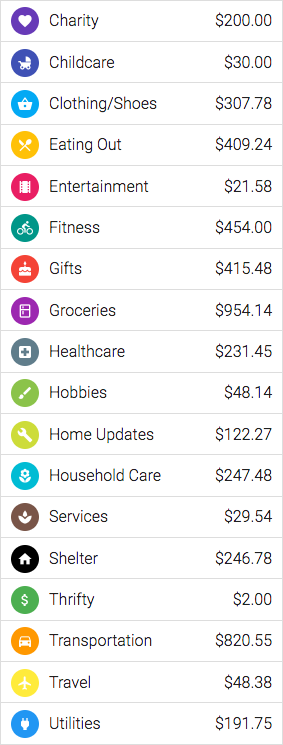 Charity $200.00
Childcare $30.00
Clothing/Shoes $307.78
Eating Out $409.24
Entertainment $21.58
Fitness $454.00
Gifts $415.48
Groceries $954.14
Healthcare $231.45
Hobbies $48.14
Home Updates $122.27
Household Care $247.48
Services $29.54
Shelter $246.78
$ Thrifty $2.00
Transportation $820.55
Travel $48.38
Utilities $191.75